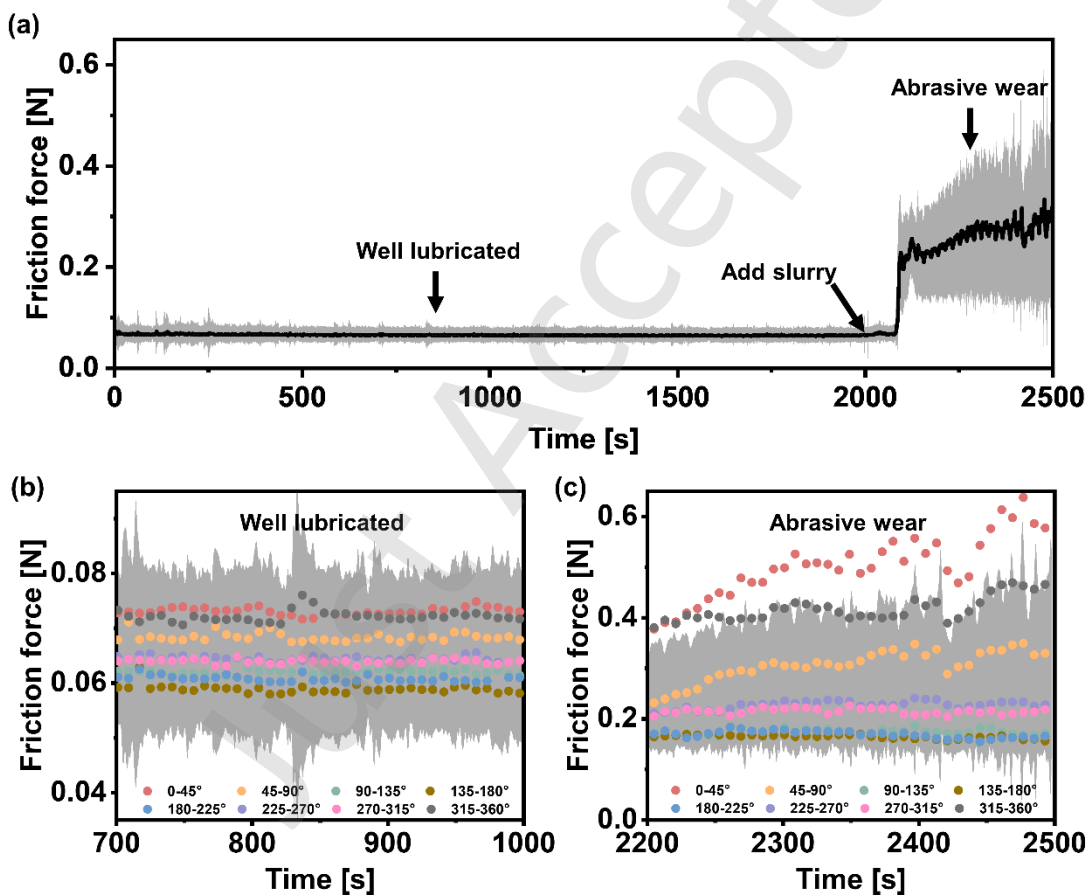 (a)
Friction force [N]
0.6
0.4
0.2
0.0
Well lubricated
Add slurry
Abrasive wear
0 500 1000 1500 2000 2500
Time [s]
(b)
Friction force [N]
0.08
0.06
0.04
Well lubricated
0-45° 45-90° 90-135° 135-180°
180-225° 225-270° 270-315° 315-360°
700 800 900 1000
Time [s]
(c)
Friction force [N]
0.6
0.4
0.2
0.0
Abrasive wear
0-45° 45-90° 90-135° 135-180°
180-225° 225-270° 270-315° 315-360°
2200 2300 2400 2500
Time [s]
Just Accepte